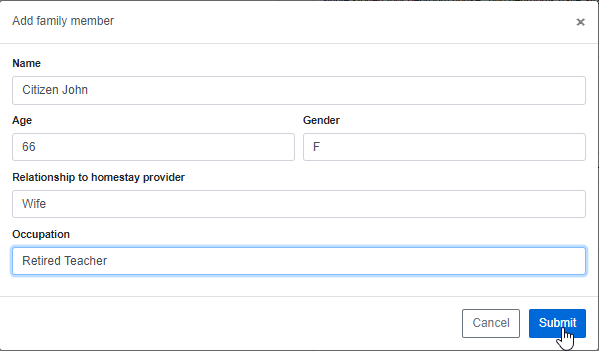 Add family member ×
Name
Citizen John
Age Gender
66 F
Relationship to homestay provider
Wife
Occupation
Retired Teacher
Cancel Submit